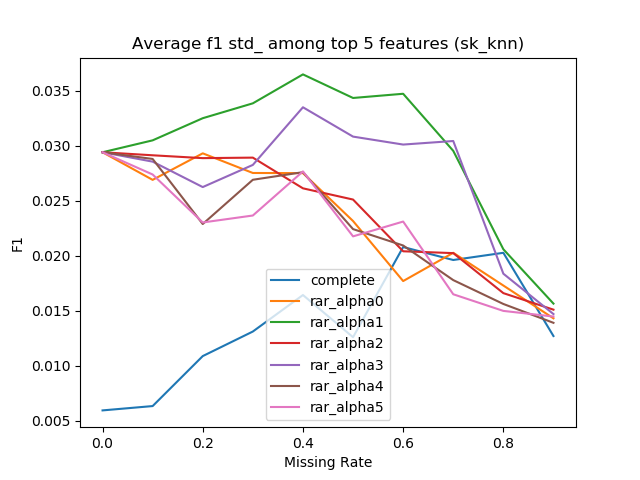 Average f1 std_ among top 5 features (sk_knn)
F1
0.035
0.030
0.025
0.020
0.015
0.010
0.005
complete
rar_alpha0
rar_alpha1
rar_alpha2
rar_alpha3
rar_alpha4
rar_alpha5
0.0 0.2 0.4 0.6 0.8
Missing Rate